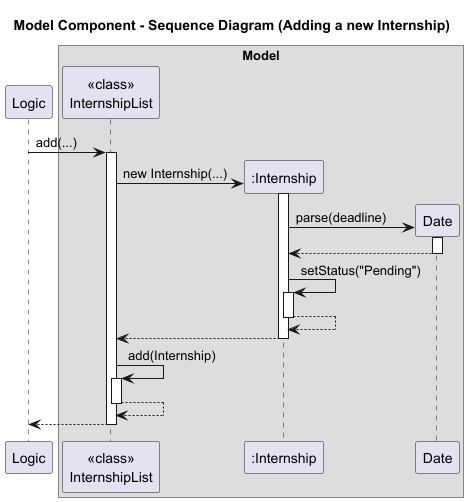 Model Component - Sequence Diagram (Adding a new Internship)
Model
Logic
«class»
InternshipList
add(...)
new Internship(...)
:Internship
parse(deadline)
Date
setStatus("Pending")
add(Internship)
Logic
«class»
InternshipList
:Internship
Date